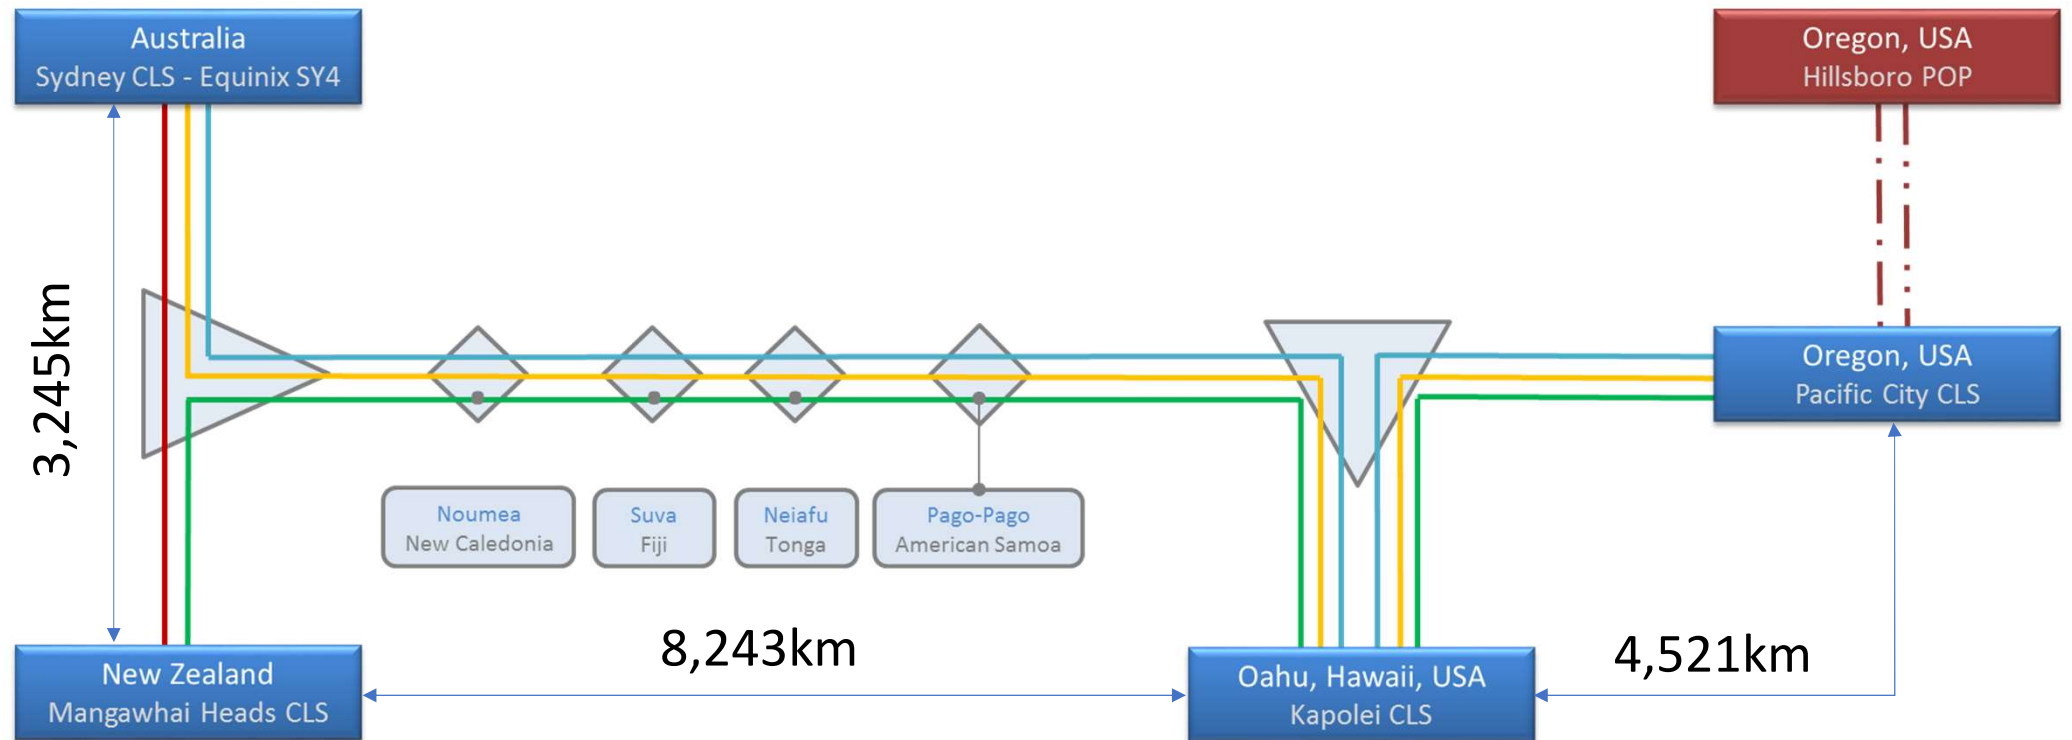 Australia
Sydney CLS - Equinix SY4
Oregon, USA
Hillsboro POP
3,245km
Oregon, USA
Pacific City CLS
Noumea
New Caledonia
Suva
Fiji
Neiafu
Tonga
Pago-Pago
American Samoa
8,243km
4,521km
New Zealand
Mangawhai Heads CLS
Oahu, Hawaii, USA
Kapolei CLS